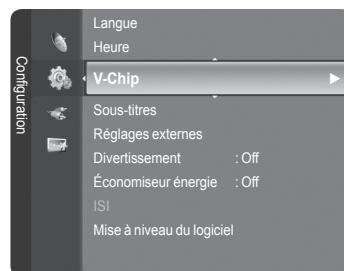 Configuration
Langue
Heure
V-Chip
Sous-titres
Réglages externes
Divertissement : Off
Économiseur énergie : Off
ISI
Mise à niveau du logiciel